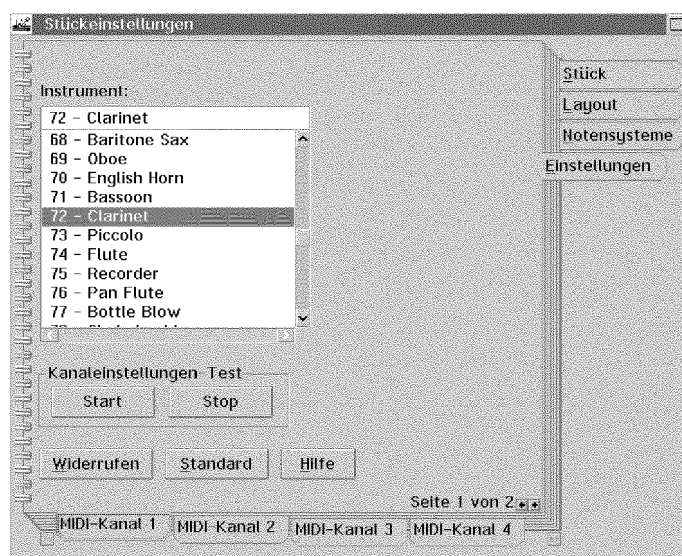 Stückeinstellungen
Instrument:
72 - Clarinet
68 - Baritone Sax
69 - Oboe
70 - English Horn
71 - Bassoon
72 - Clarinet
73 - Piccolo
74 - Flute
75 - Recorder
76 - Pan Flute
77 - Bottle Blow
Kanaleinstellungen Test
Start
Stop
Widerrufen
Standard
Hilfe
Seite 1 von 2
MIDI-Kanal 1
MIDI-Kanal 2
MIDI-Kanal 3
MIDI-Kanal 4
Stück
Layout
Notensysteme
Einstellungen